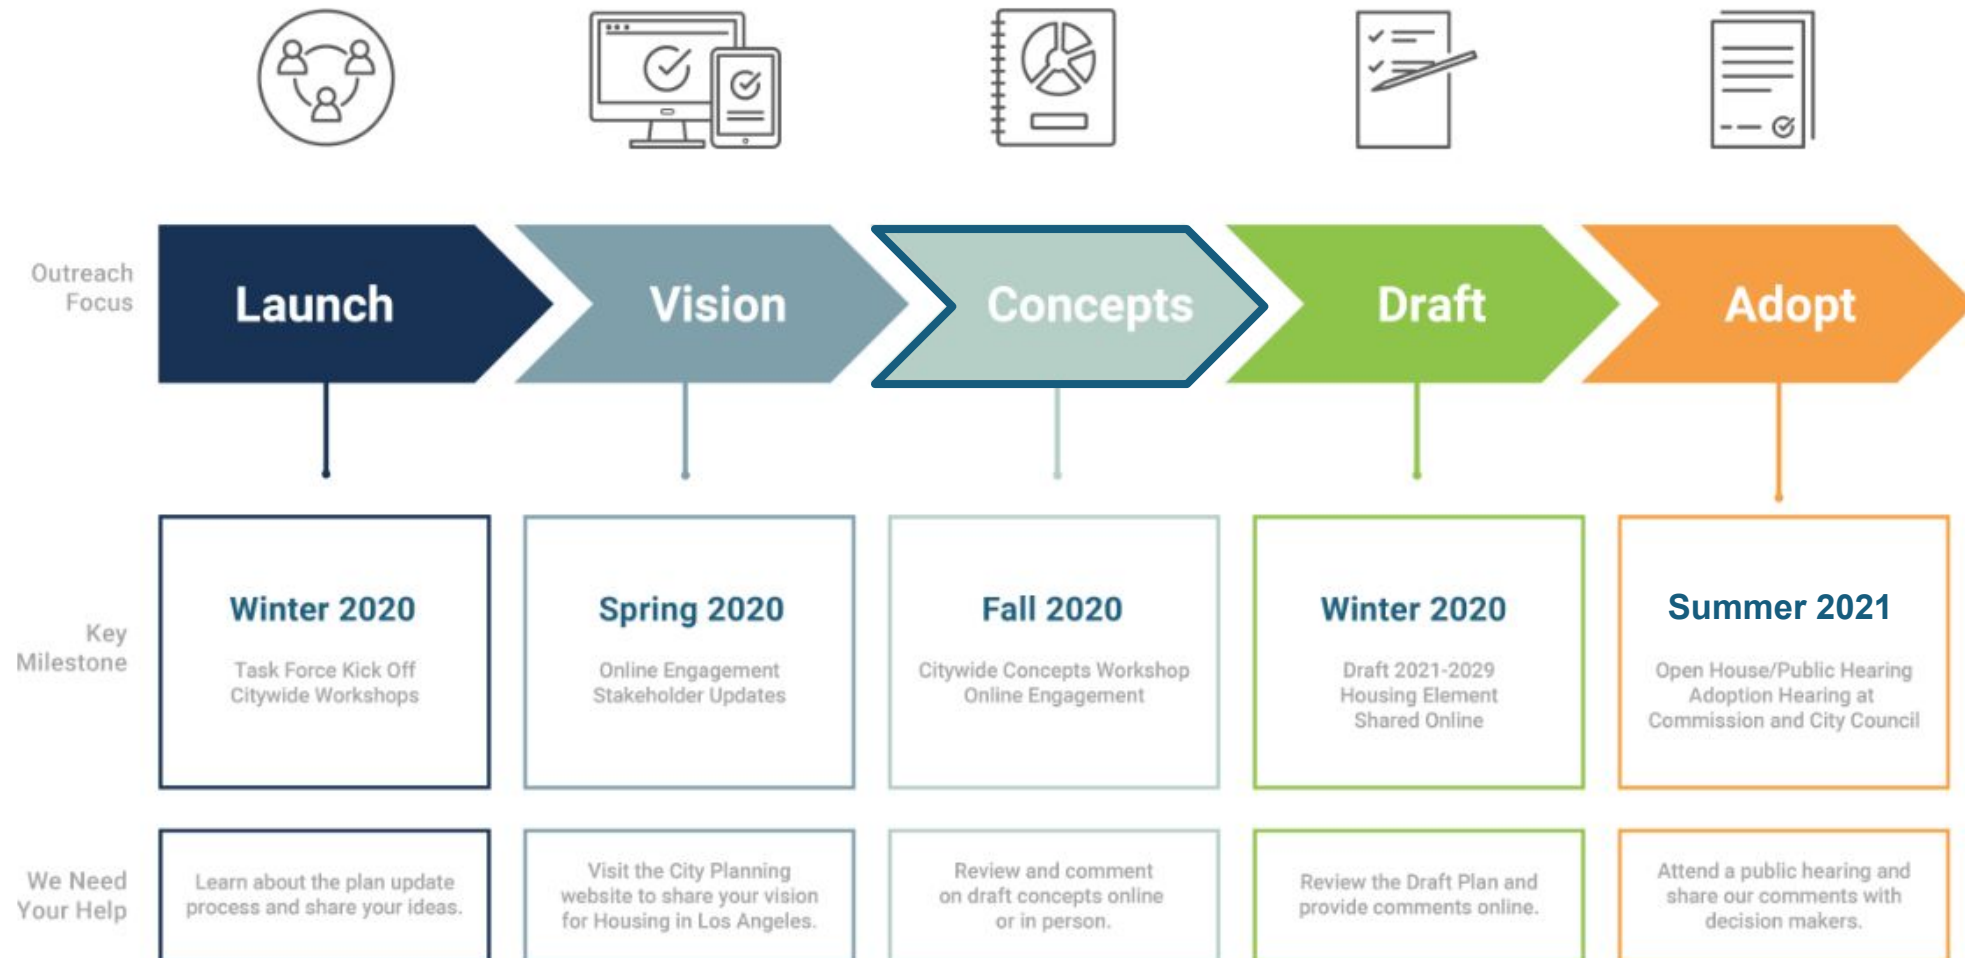 Outreach
Focus
Launch
Vision
Concepts
Draft
Adopt
Key
Milestone
Winter 2020
Task Force Kick Off
Citywide Workshops
Spring 2020
Online Engagement
Stakeholder Updates
Fall 2020
Citywide Concepts Workshop
Online Engagement
Winter 2020
Draft 2021-2029
Housing Element
Shared Online
Summer 2021
Open House/Public Hearing
Adoption Hearing at
Commission and City Council
We Need
Your Help
Learn about the plan update
process and share your ideas.
Visit the City Planning
website to share your vision
for Housing in Los Angeles.
Review and comment
on draft concepts online
or in person.
Review the Draft Plan and
provide comments online.
Attend a public hearing and
share our comments with
decision makers.